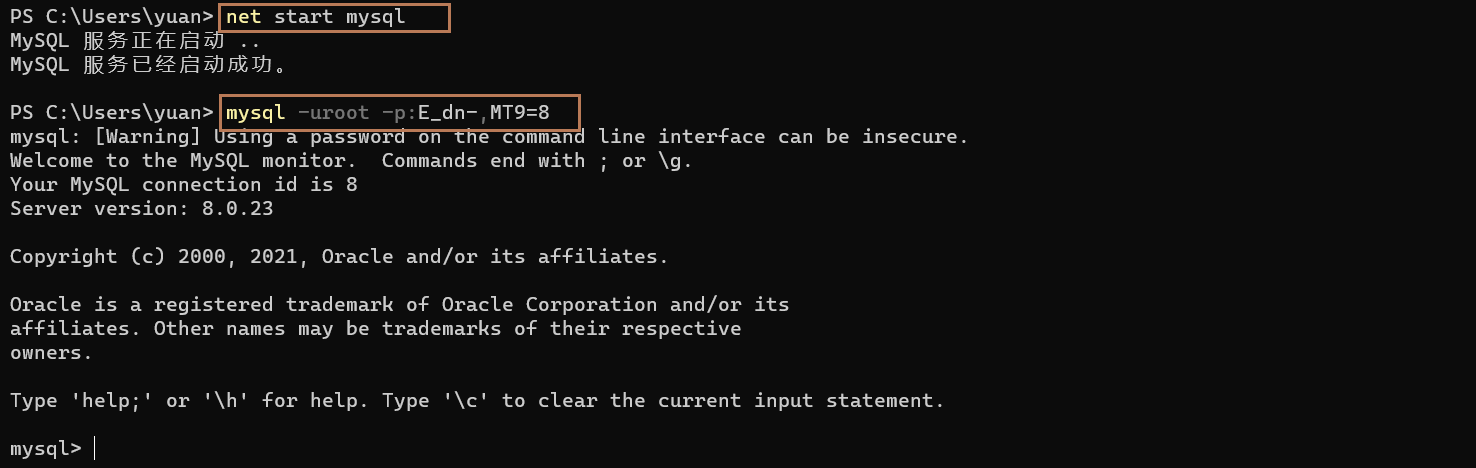 PS C:\Users\yuan> net start mysql
MySQL 服务正在启动 ..
MySQL 服务已经启动成功。
PS C:\Users\yuan> mysql -uroot -p:E_dn-,MT9=8
mysql: [Warning] Using a password on the command line interface can be insecure.
Welcome to the MySQL monitor.  Commands end with ; or \g.
Your MySQL connection id is 8
Server version: 8.0.23
Copyright (c) 2000, 2021, Oracle and/or its affiliates.
Oracle is a registered trademark of Oracle Corporation and/or its
affiliates. Other names may be trademarks of their respective
owners.
Type 'help;' or '\h' for help. Type '\c' to clear the current input statement.
mysql>